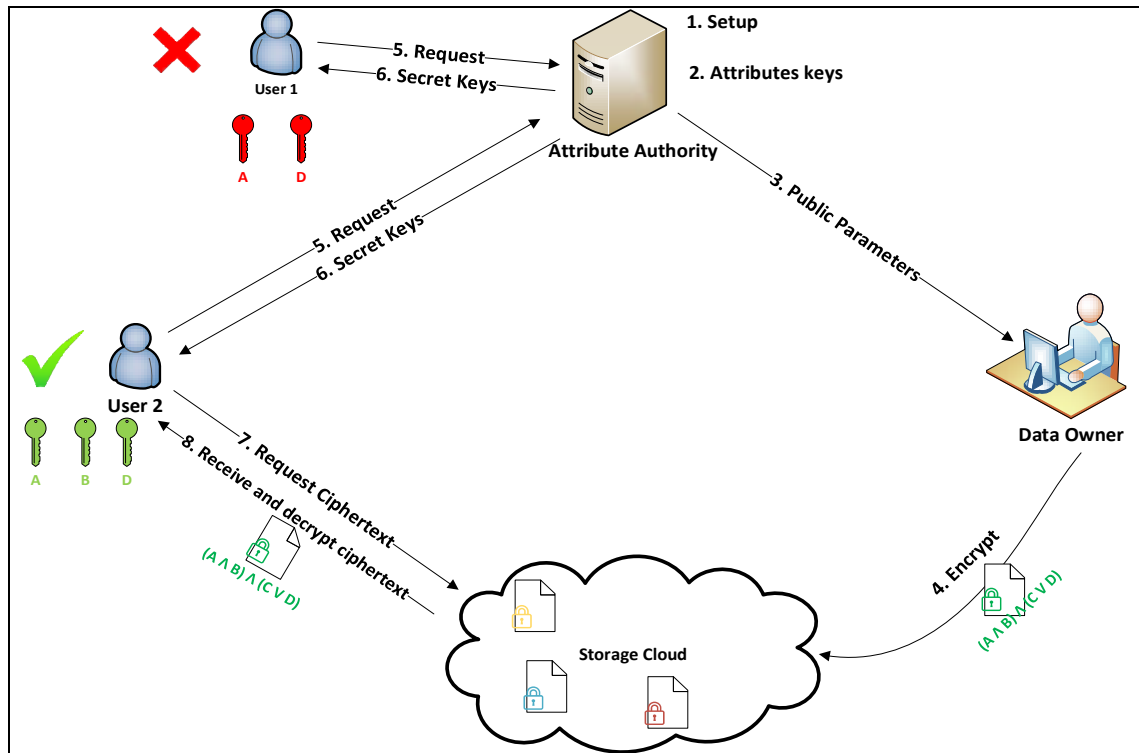 1. Setup
5. Request
6. Secret Keys
2. Attributes keys
User 1
A D
Attribute Authority
3. Public Parameters
5. Request
6. Secret Keys
User 2
A B D
Data Owner
7. Request Ciphertext
8. Receive and decrypt ciphertext
(A ∧ B) ∧ (C ∨ D)
4. Encrypt
(A ∧ B) ∧ (C ∨ D)
Storage Cloud